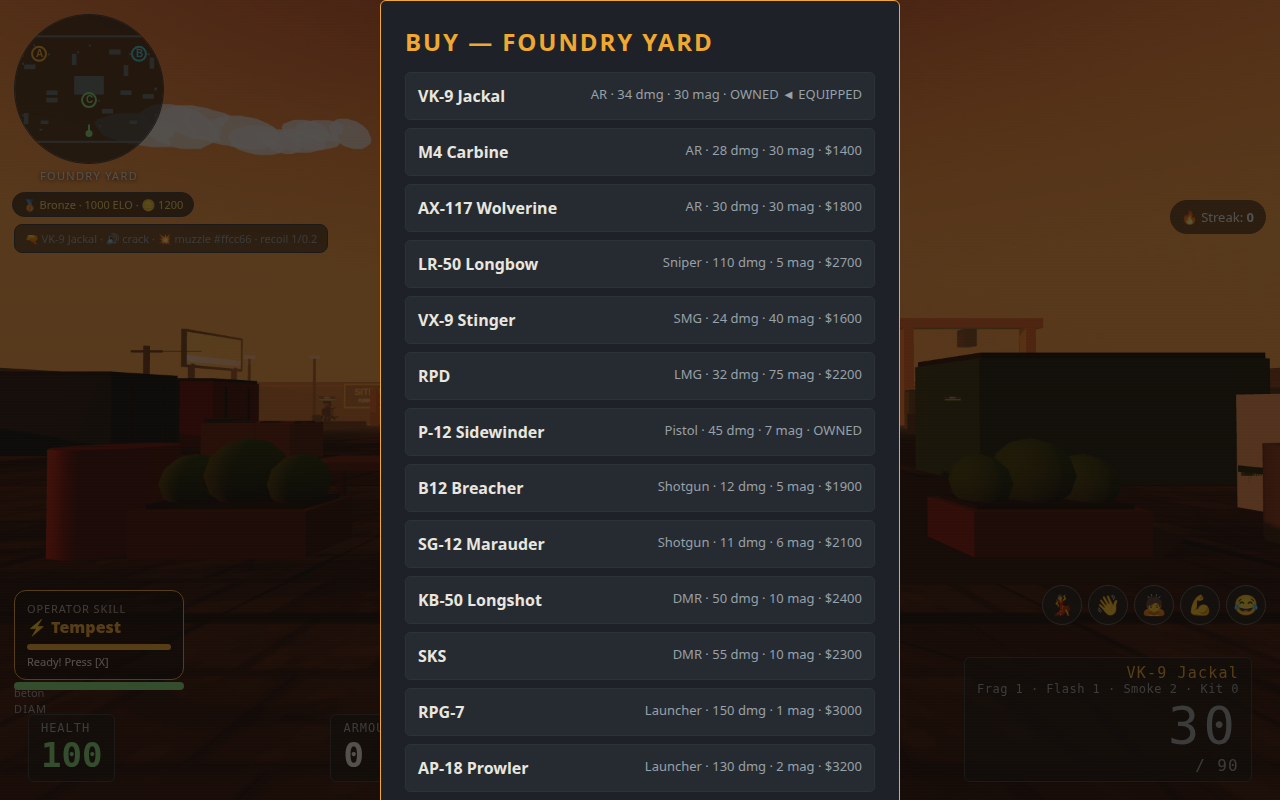 BUY — FOUNDRY YARD
VK-9 Jackal AR · 34 dmg · 30 mag · OWNED ◄ EQUIPPED
M4 Carbine AR · 28 dmg · 30 mag · $1400
AX-117 Wolverine AR · 30 dmg · 30 mag · $1800
LR-50 Longbow Sniper · 110 dmg · 5 mag · $2700
VX-9 Stinger SMG · 24 dmg · 40 mag · $1600
RPD LMG · 32 dmg · 75 mag · $2200
P-12 Sidewinder Pistol · 45 dmg · 7 mag · OWNED
B12 Breacher Shotgun · 12 dmg · 5 mag · $1900
SG-12 Marauder Shotgun · 11 dmg · 6 mag · $2100
KB-50 Longshot DMR · 50 dmg · 10 mag · $2400
SKS DMR · 55 dmg · 10 mag · $2300
RPG-7 Launcher · 150 dmg · 1 mag · $3000
AP-18 Prowler Launcher · 130 dmg · 2 mag · $3200
A
B
C
FOUNDRY YARD
🥉 Bronze · 1000 ELO · 🪙 1200
🔫 VK-9 Jackal · 🔊 crack · 💥 muzzle #ffcc66 · recoil 1/0.2
🔥 Streak: 0
OPERATOR SKILL
⚡ Tempest
Ready! Press [X]
beton
DIAM
HEALTH
100
0
VK-9 Jackal
Frag 1 · Flash 1 · Smoke 2 · Kit 0
30
/ 90